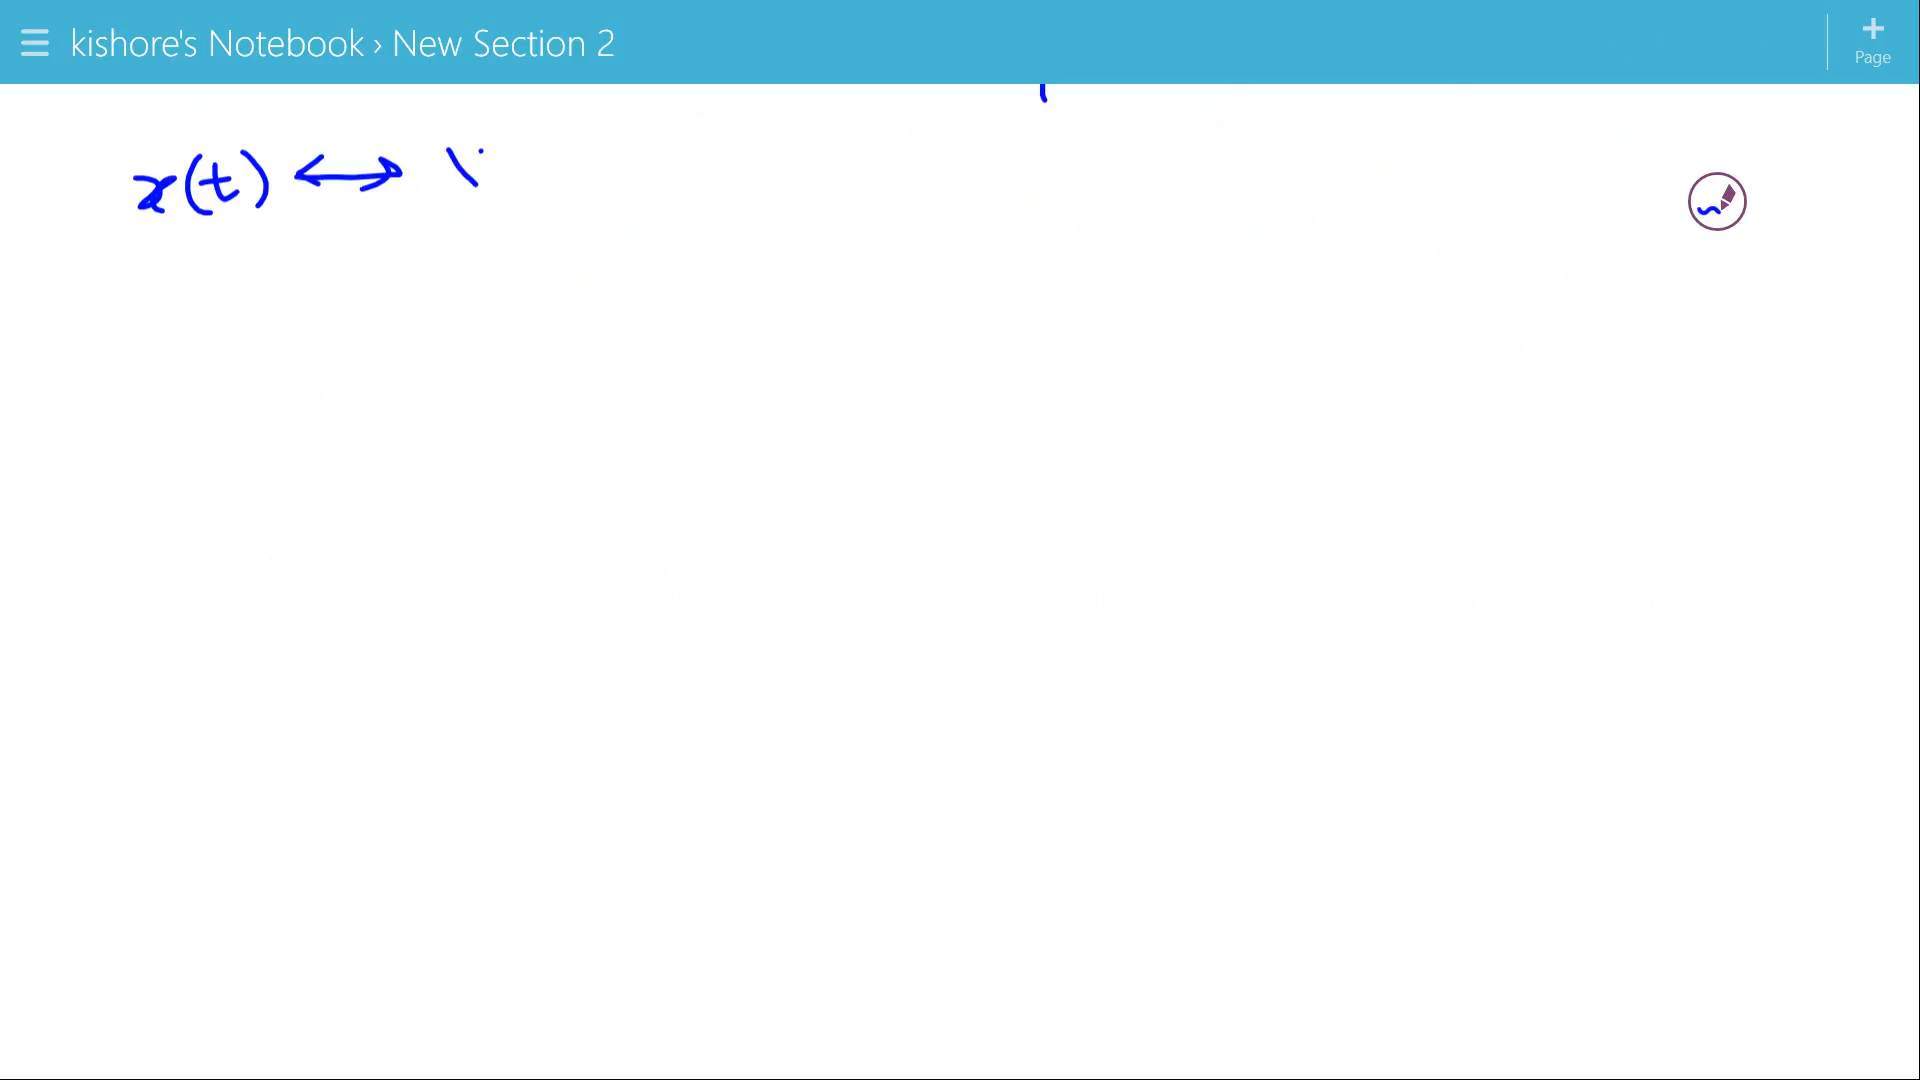 kishore's Notebook › New Section 2
Page
x(t) ↔